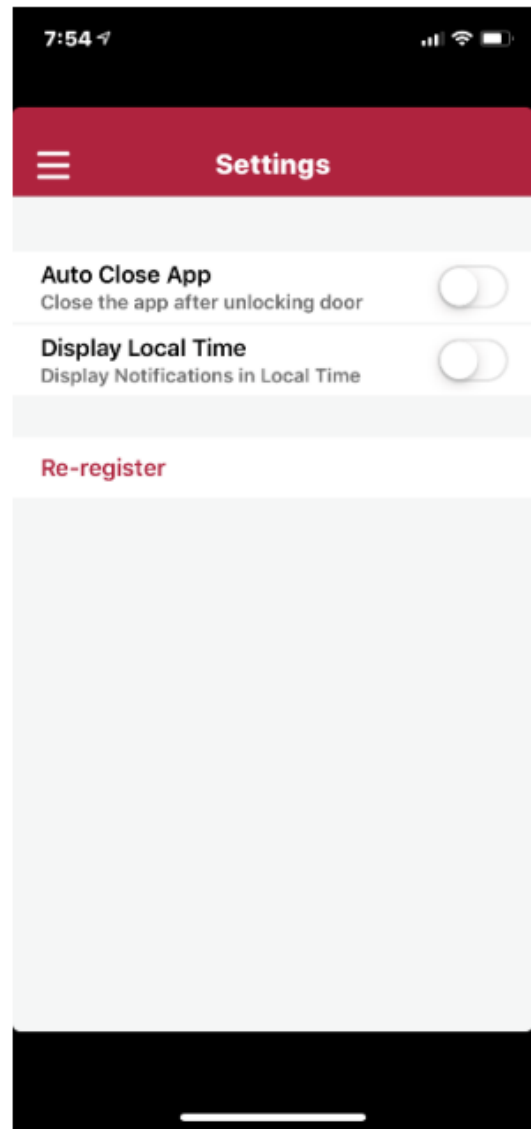 7:54
Settings
Auto Close App
Close the app after unlocking door
Display Local Time
Display Notifications in Local Time
Re-register